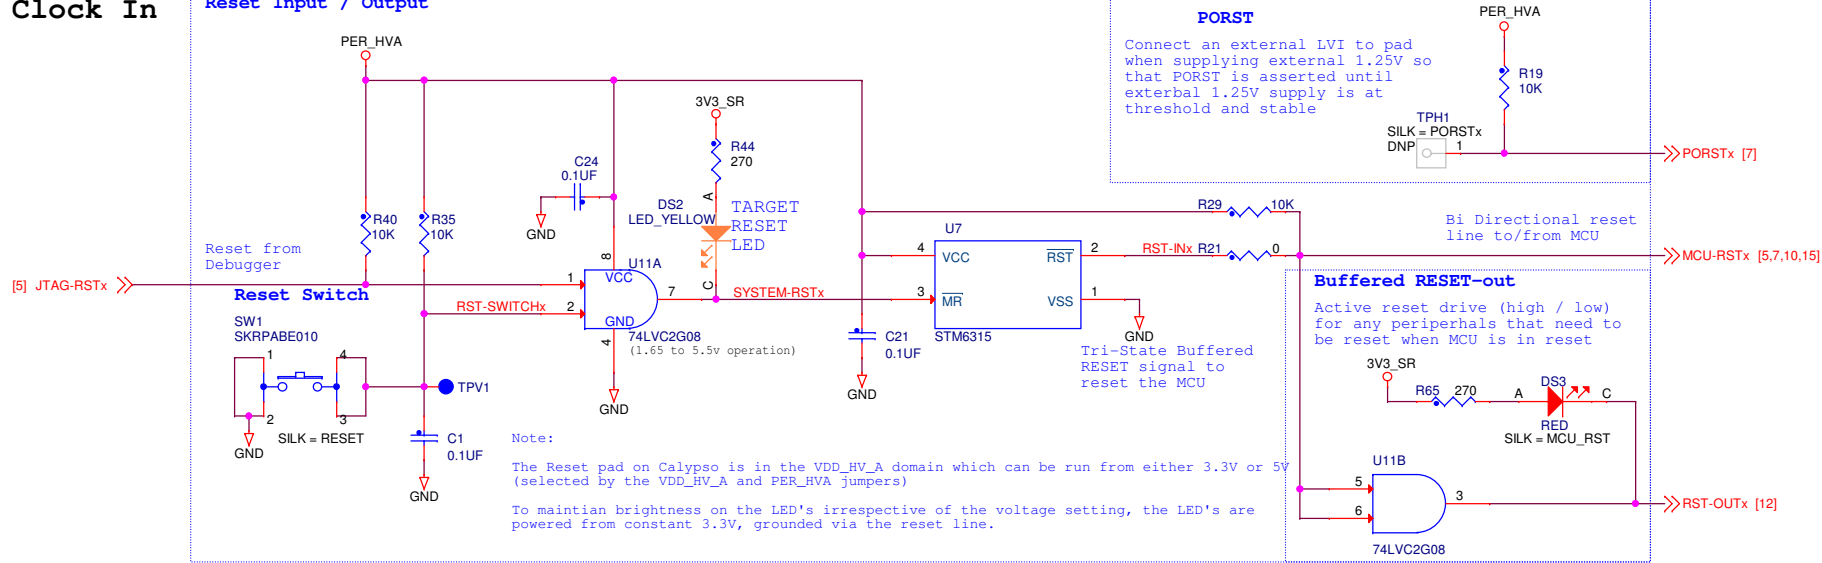 Clock In
Reset Input / Output
PER_HVA
PORST
Connect an external LVI to pad
when supplying external 1.25V so
that PORST is asserted until
exterbal 1.25V supply is at
threshold and stable
PER_HVA
R19
10K
TPH1
SILK = PORSTx
DNP
1
PORSTx [7]
3V3_SR
R44
270
C24
0.1UF
GND
A
DS2
LED_YELLOW
TARGET
RESET
LED
C
R40
10K
R35
10K
Reset from
Debugger
[5] JTAG-RSTx
Reset Switch
RST-SWITCHx
SW1
SKRPABE010
1
4
2
3
SILK = RESET
GND
TPV1
C1
0.1UF
GND
8
U11A
VCC
1
2
7
GND
4
74LVC2G08
(1.65 to 5.5v operation)
GND
SYSTEM-RSTx
U7
4
VCC
RST
2
3
MR
VSS
1
STM6315
GND
C21
0.1UF
GND
Tri-State Buffered
RESET signal to
reset the MCU
R29
10K
RST-INx
R21
0
Bi Directional reset
line to/from MCU
MCU-RSTx [5,7,10,15]
Buffered RESET-out
Active reset drive (high / low)
for any periperhals that need to
be reset when MCU is in reset
3V3_SR
R65
270
A
DS3
C
RED
SILK = MCU_RST
U11B
5
6
3
74LVC2G08
RST-OUTx [12]
Note:
The Reset pad on Calypso is in the VDD_HV_A domain which can be run from either 3.3V or 5V
(selected by the VDD_HV_A and PER_HVA jumpers)
To maintian brightness on the LED's irrespective of the voltage setting, the LED's are
powered from constant 3.3V, grounded via the reset line.